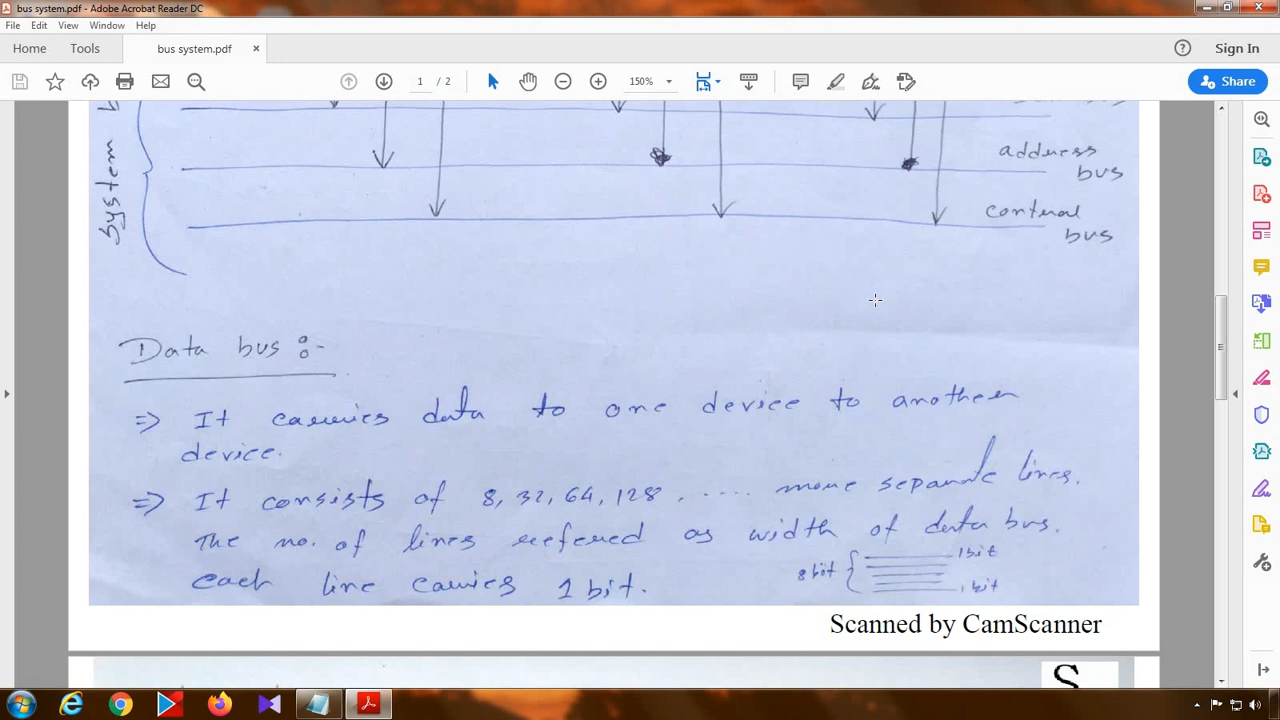 bus system.pdf - Adobe Acrobat Reader DC
File Edit View Window Help
Home Tools bus system.pdf × Sign In
1 / 2 150% Share
System
address
bus
control
bus
Data bus :-
⇒ It carries data to one device to another
device.
⇒ It consists of 8, 32, 64, 128, ..... more separate lines.
The no. of lines refered as width of data bus.
each line carries 1 bit.
8 bit { 1 bit
1 bit
Scanned by CamScanner
S